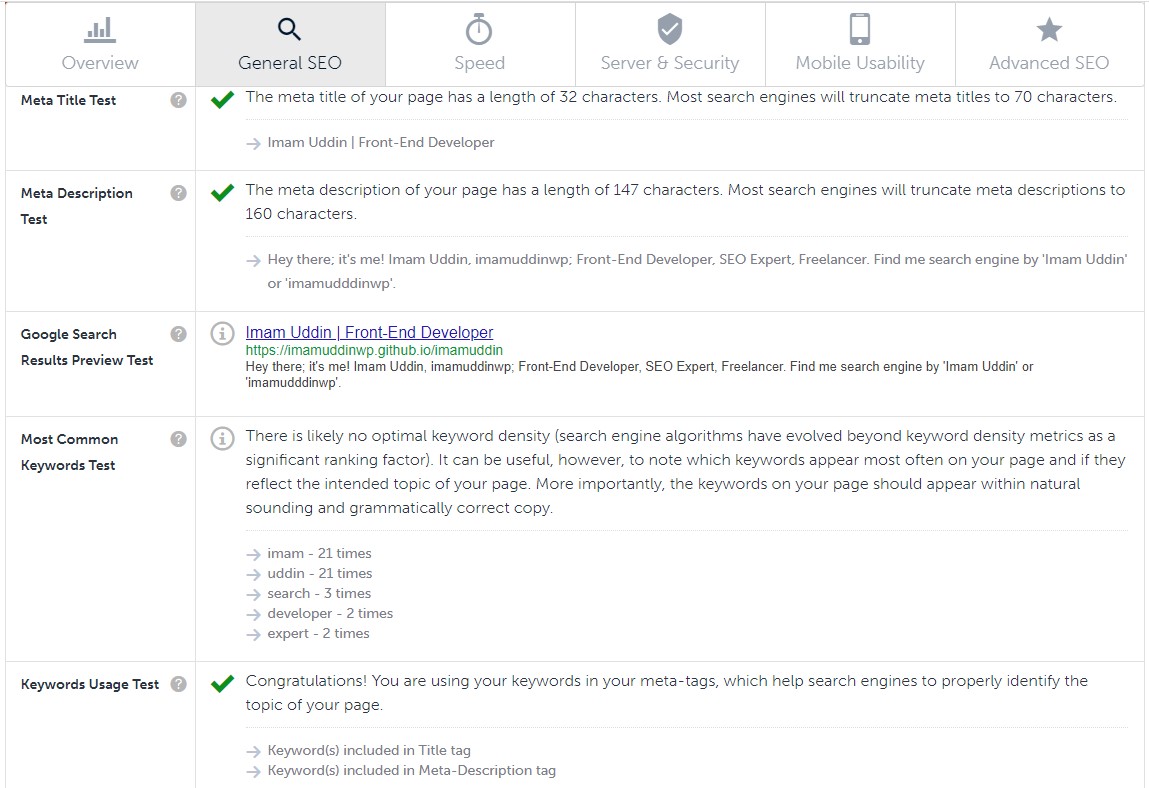 Overview
General SEO
Speed
Server & Security
Mobile Usability
Advanced SEO
Meta Title Test
?
The meta title of your page has a length of 32 characters. Most search engines will truncate meta titles to 70 characters.
Imam Uddin | Front-End Developer
Meta Description
Test
?
The meta description of your page has a length of 147 characters. Most search engines will truncate meta descriptions to
160 characters.
Hey there; it's me! Imam Uddin, imamuddinwp; Front-End Developer, SEO Expert, Freelancer. Find me search engine by 'Imam Uddin'
or 'imamudddinwp'.
Google Search
Results Preview Test
?
i
Imam Uddin | Front-End Developer
https://imamuddinwp.github.io/imamuddin
Hey there; it's me! Imam Uddin, imamuddinwp; Front-End Developer, SEO Expert, Freelancer. Find me search engine by 'Imam Uddin' or
'imamudddinwp'.
Most Common
Keywords Test
?
i
There is likely no optimal keyword density (search engine algorithms have evolved beyond keyword density metrics as a
significant ranking factor). It can be useful, however, to note which keywords appear most often on your page and if they
reflect the intended topic of your page. More importantly, the keywords on your page should appear within natural
sounding and grammatically correct copy.
imam - 21 times
uddin - 21 times
search - 3 times
developer - 2 times
expert - 2 times
Keywords Usage Test
?
Congratulations! You are using your keywords in your meta-tags, which help search engines to properly identify the
topic of your page.
Keyword(s) included in Title tag
Keyword(s) included in Meta-Description tag